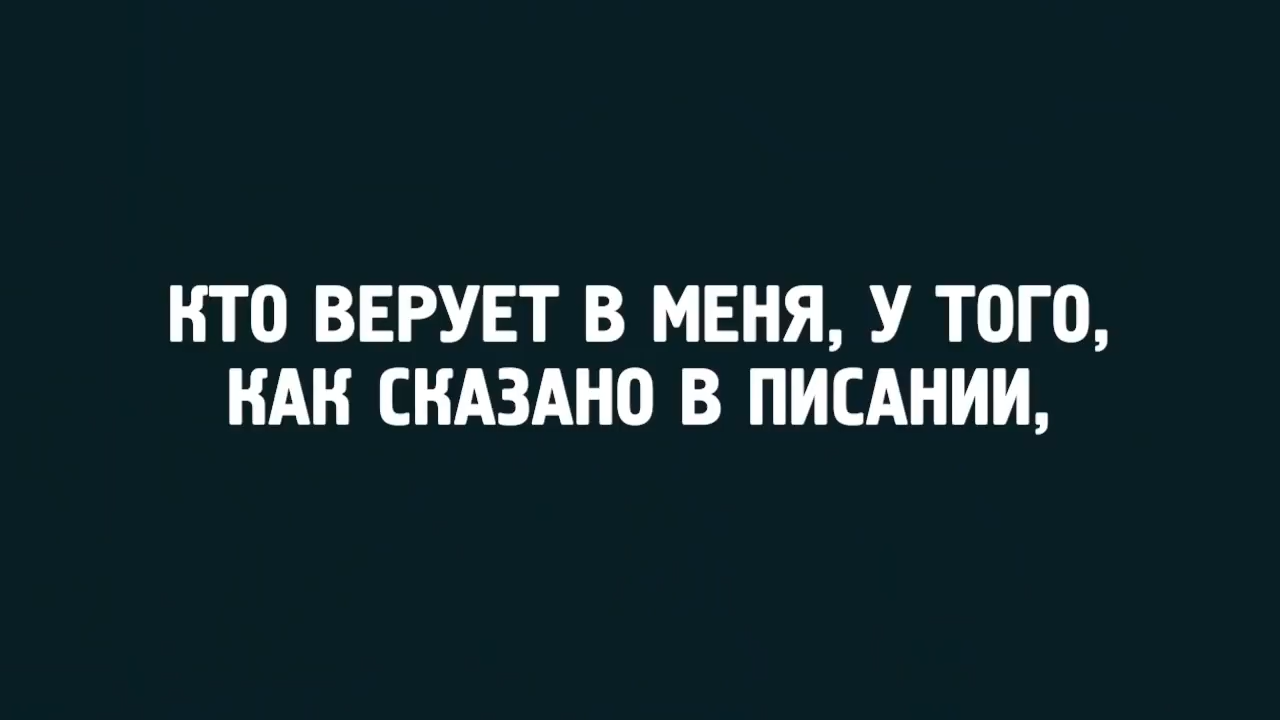 КТО ВЕРУЕТ В МЕНЯ, У ТОГО,
КАК СКАЗАНО В ПИСАНИИ,